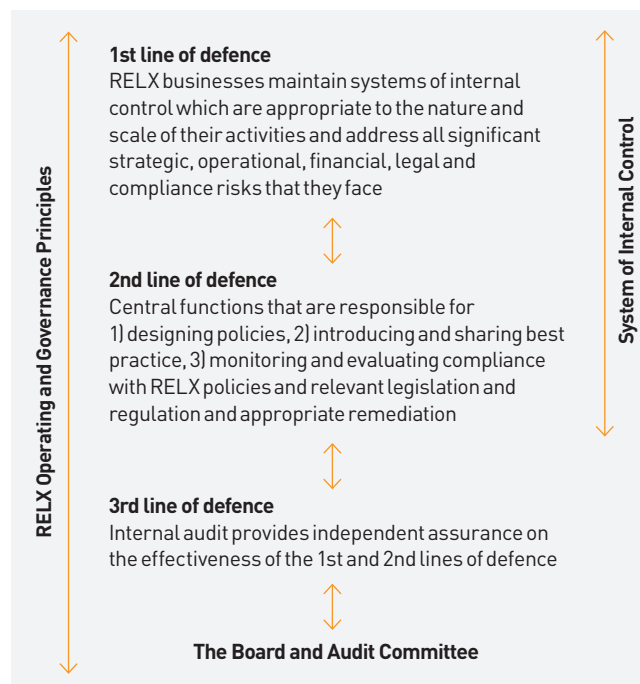 1st line of defence
RELX businesses maintain systems of internal
control which are appropriate to the nature and
scale of their activities and address all significant
strategic, operational, financial, legal and
compliance risks that they face
2nd line of defence
Central functions that are responsible for
1) designing policies, 2) introducing and sharing best
practice, 3) monitoring and evaluating compliance
with RELX policies and relevant legislation and
regulation and appropriate remediation
3rd line of defence
Internal audit provides independent assurance on
the effectiveness of the 1st and 2nd lines of defence
The Board and Audit Committee
RELX Operating and Governance Principles
System of Internal Control